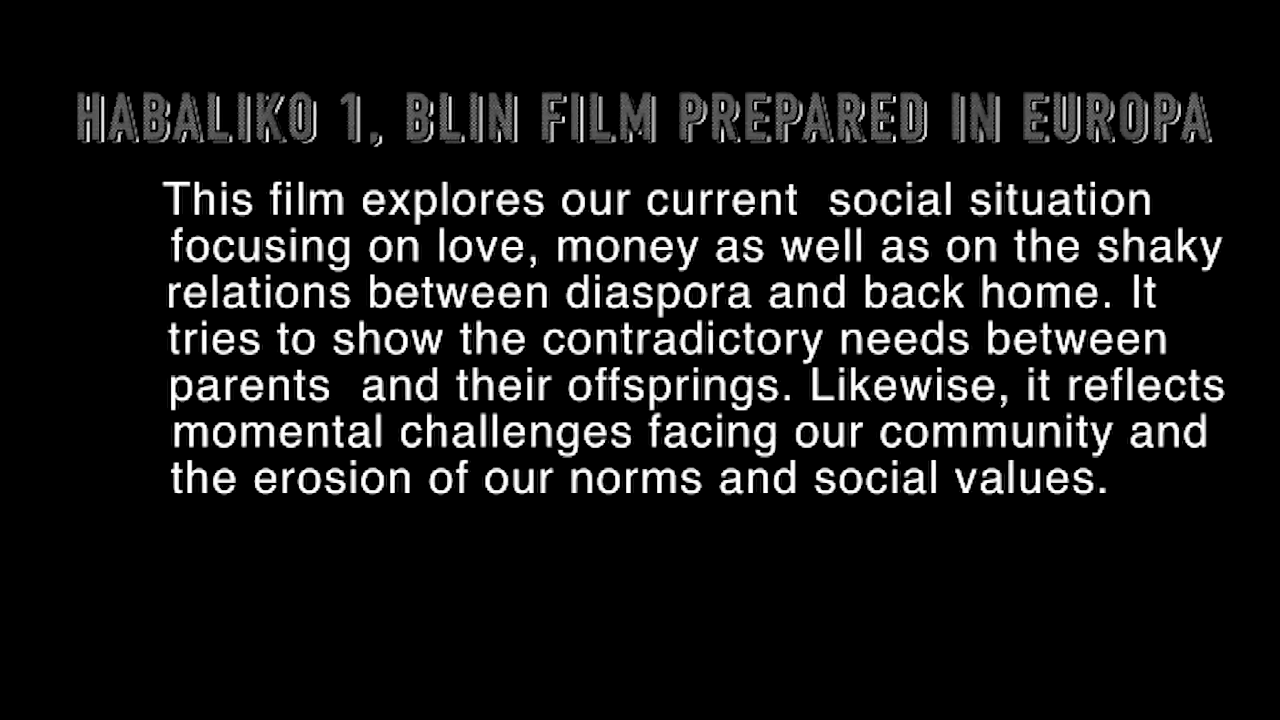 HABALIKO 1, BLIN FILM PREPARED IN EUROPA
This film explores our current  social situation
focusing on love, money as well as on the shaky
relations between diaspora and back home. It
tries to show the contradictory needs between
parents  and their offsprings. Likewise, it reflects
momental challenges facing our community and
the erosion of our norms and social values.